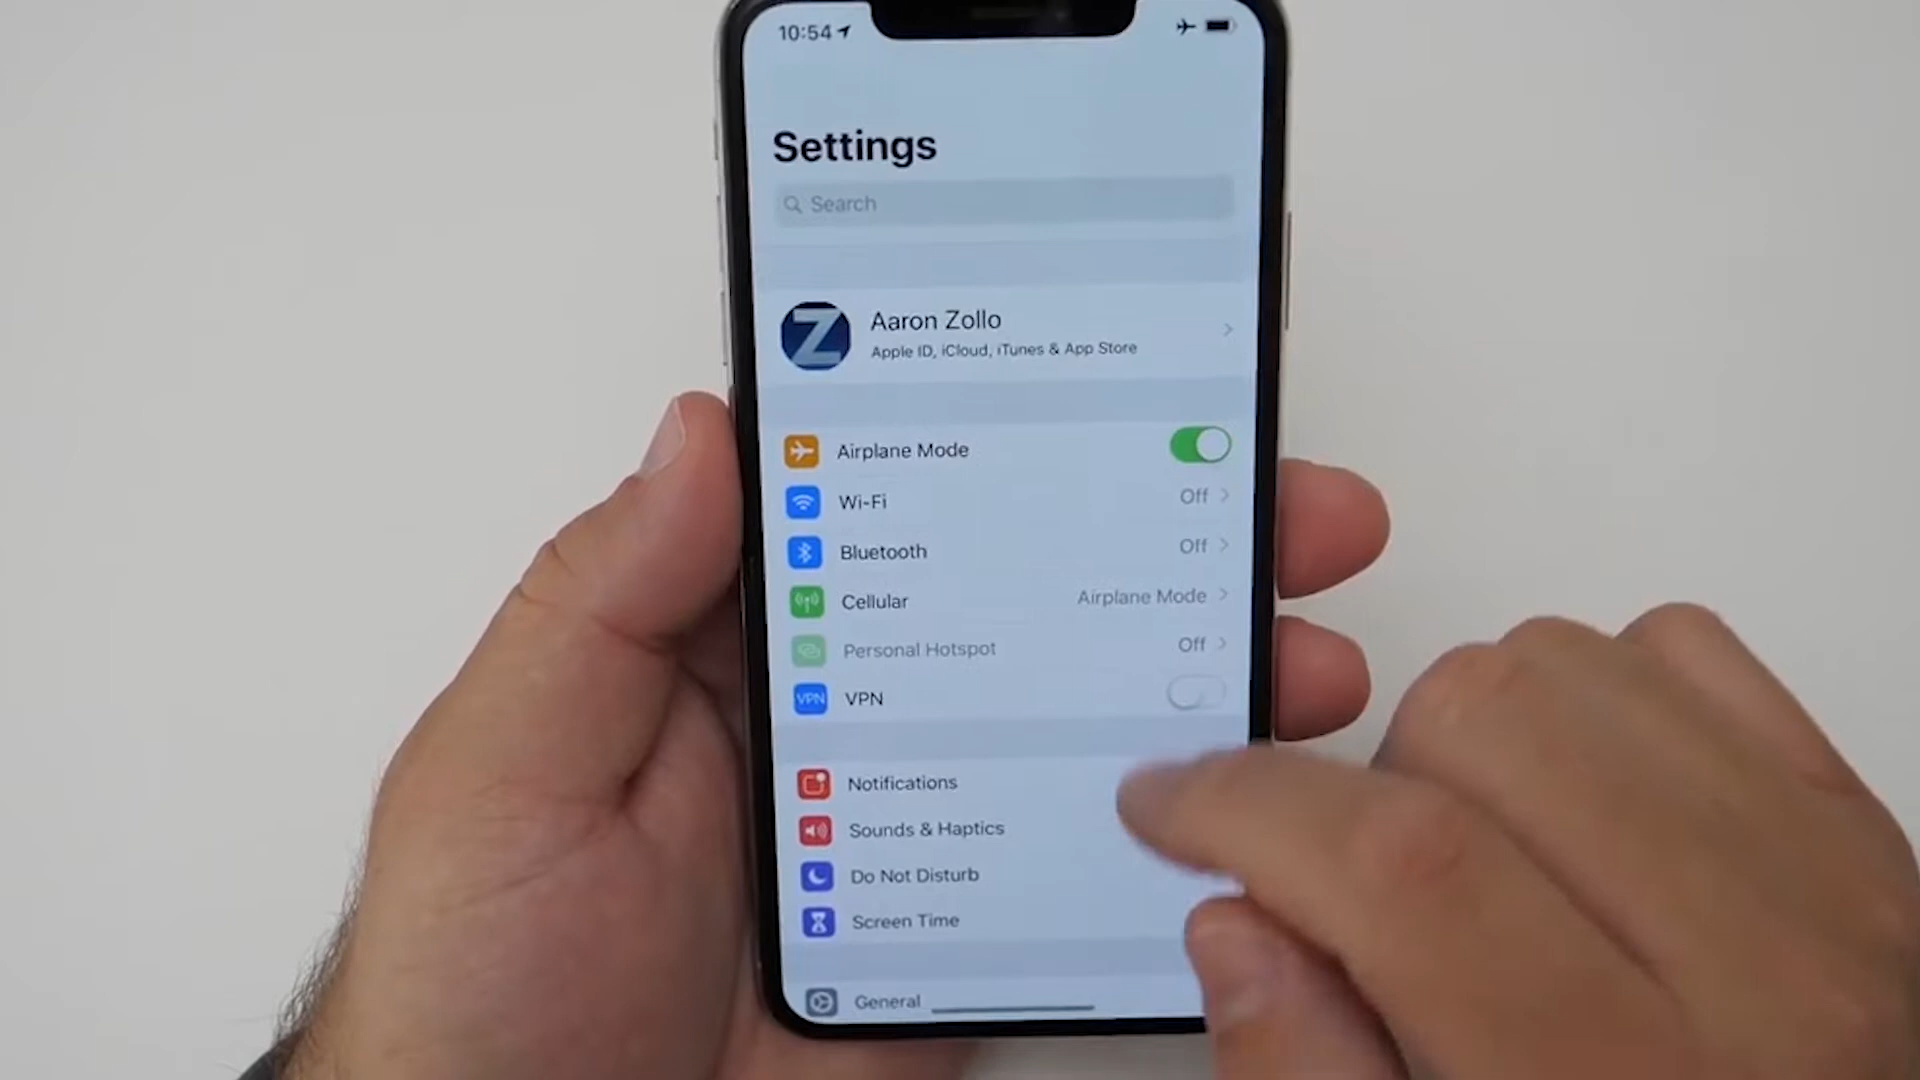 10:54
Settings
Search
Z
Aaron Zollo
Apple ID, iCloud, iTunes & App Store
Airplane Mode
Wi-Fi Off
Bluetooth Off
Cellular Airplane Mode
Personal Hotspot Off
VPN VPN
Notifications
Sounds & Haptics
Do Not Disturb
Screen Time
General